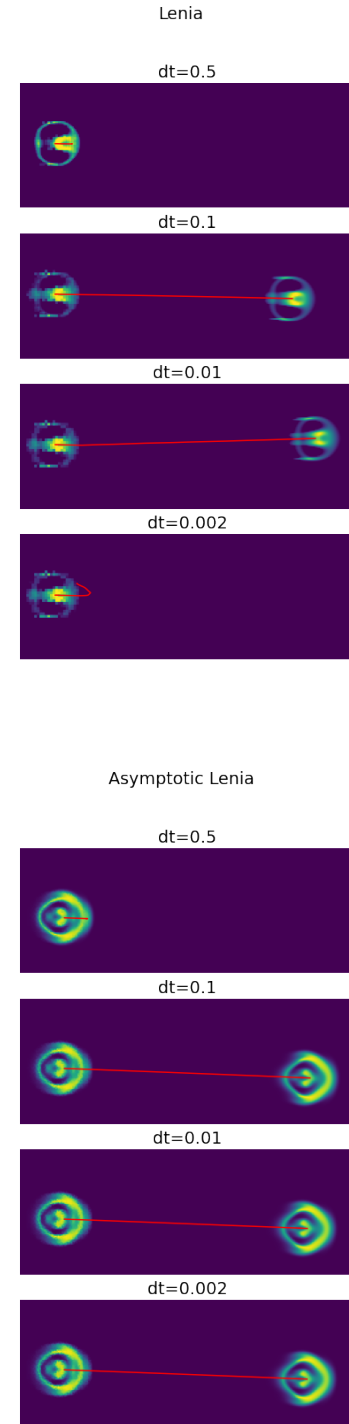 Lenia
dt=0.5
dt=0.1
dt=0.01
dt=0.002
Asymptotic Lenia
dt=0.5
dt=0.1
dt=0.01
dt=0.002